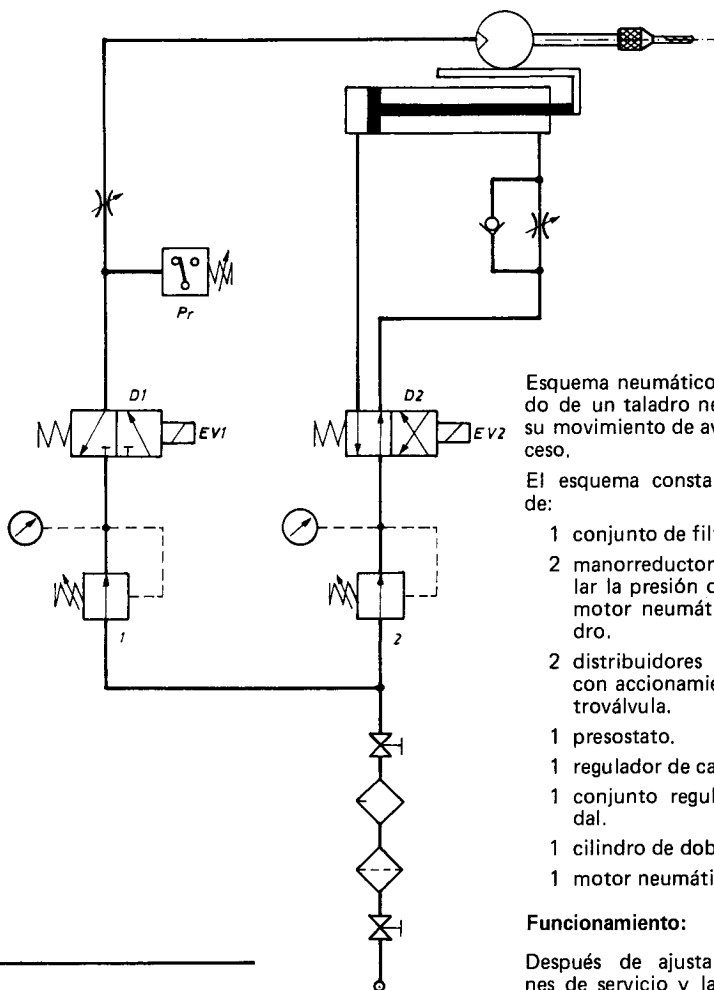 Pr
D1
EV1
D2
EV2
1
2
Esquema neumático
do de un taladro ne
su movimiento de av
ceso.
El esquema consta
de:
1 conjunto de filt
2 manorreductor
lar la presión d
motor neumát
dro.
2 distribuidores
con accionamie
troválvula.
1 presostato.
1 regulador de ca
1 conjunto regul
dal.
1 cilindro de dob
1 motor neumáti
Funcionamiento:
Después de ajusta
nes de servicio y la